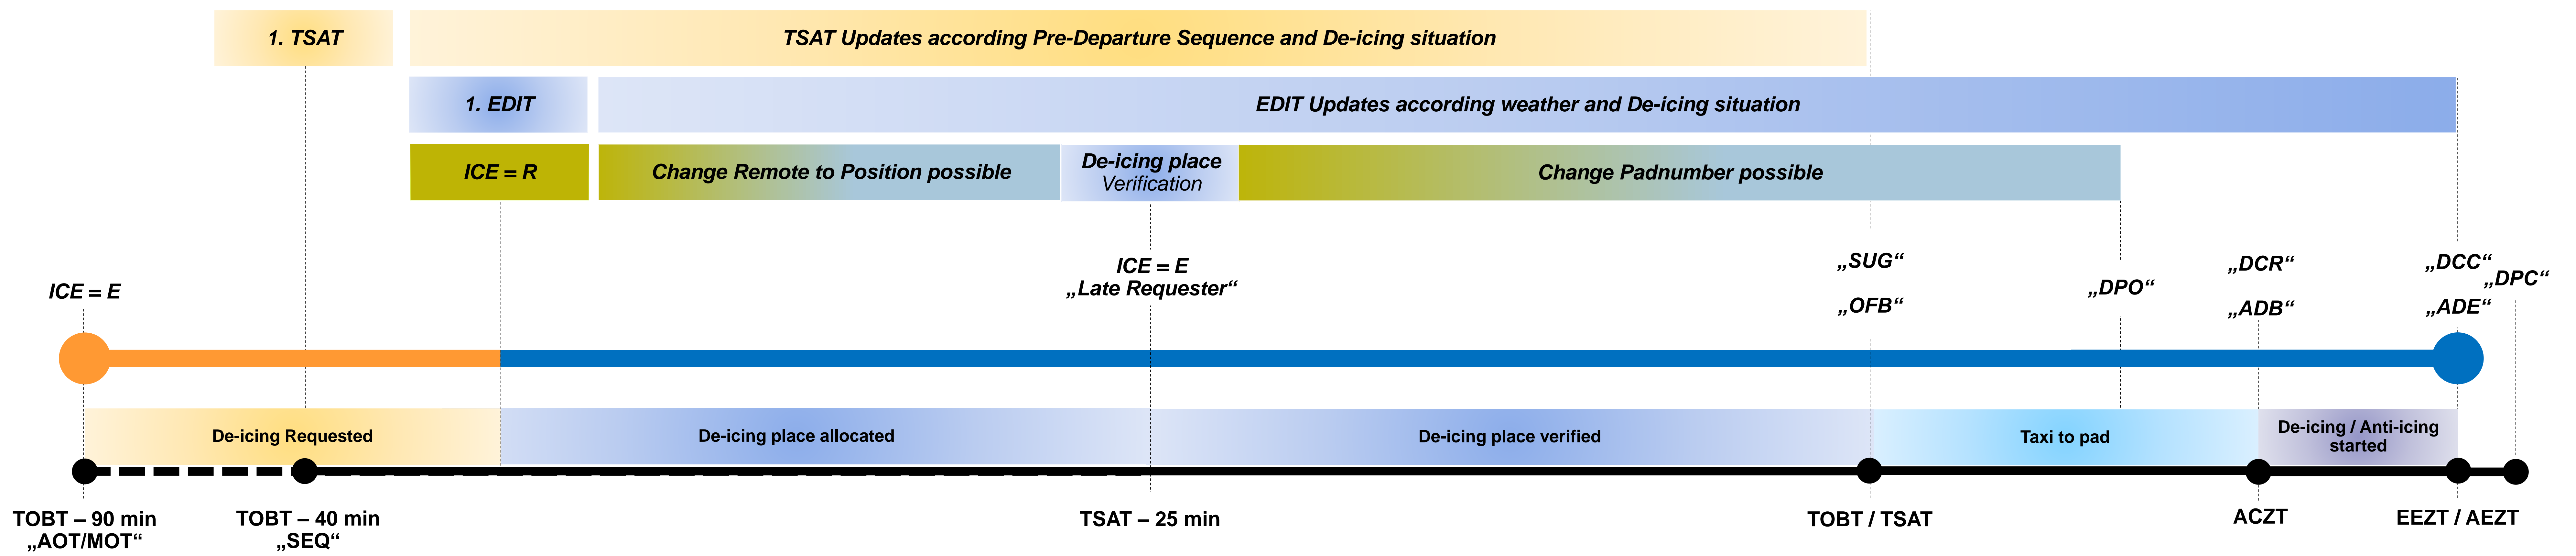 1. TSAT
TSAT Updates according Pre-Departure Sequence and De-icing situation
1. EDIT
EDIT Updates according weather and De-icing situation
ICE = R
Change Remote to Position possible
De-icing place
Verification
Change Padnumber possible
ICE = E
ICE = E
„Late Requester“
„SUG“
„OFB“
„DPO“
„DCR“
„ADB“
„DCC“
„ADE“
„DPC“
De-icing Requested
De-icing place allocated
De-icing place verified
Taxi to pad
De-icing / Anti-icing
started
TOBT – 90 min
„AOT/MOT“
TOBT – 40 min
„SEQ“
TSAT – 25 min
TOBT / TSAT
ACZT
EEZT / AEZT